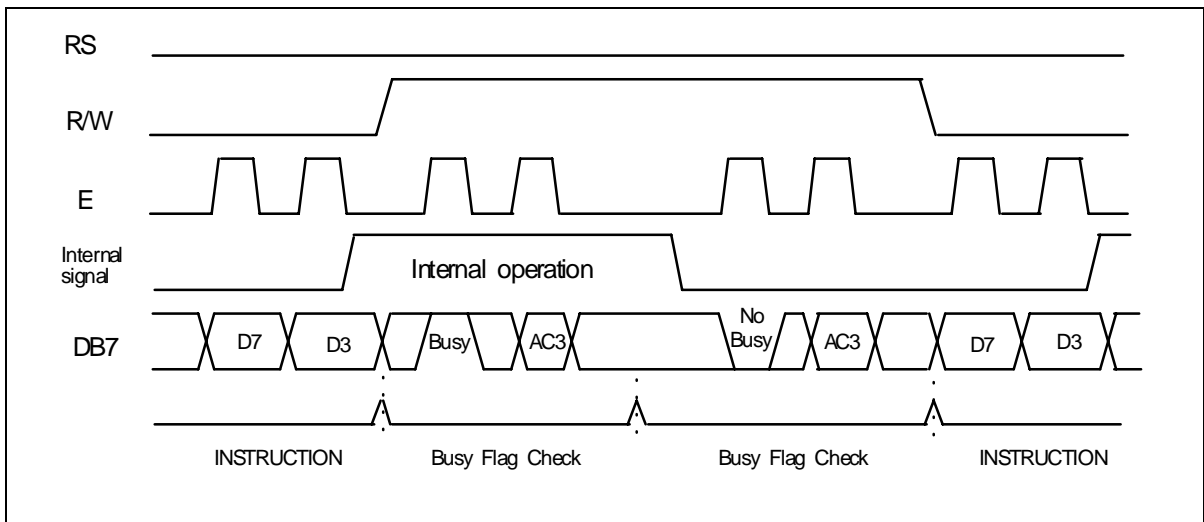 RS
R/W
E
Internal
signal
Internal operation
DB7
D7
D3
Busy
AC3
No
Busy
AC3
D7
D3
INSTRUCTION
Busy Flag Check
Busy Flag Check
INSTRUCTION